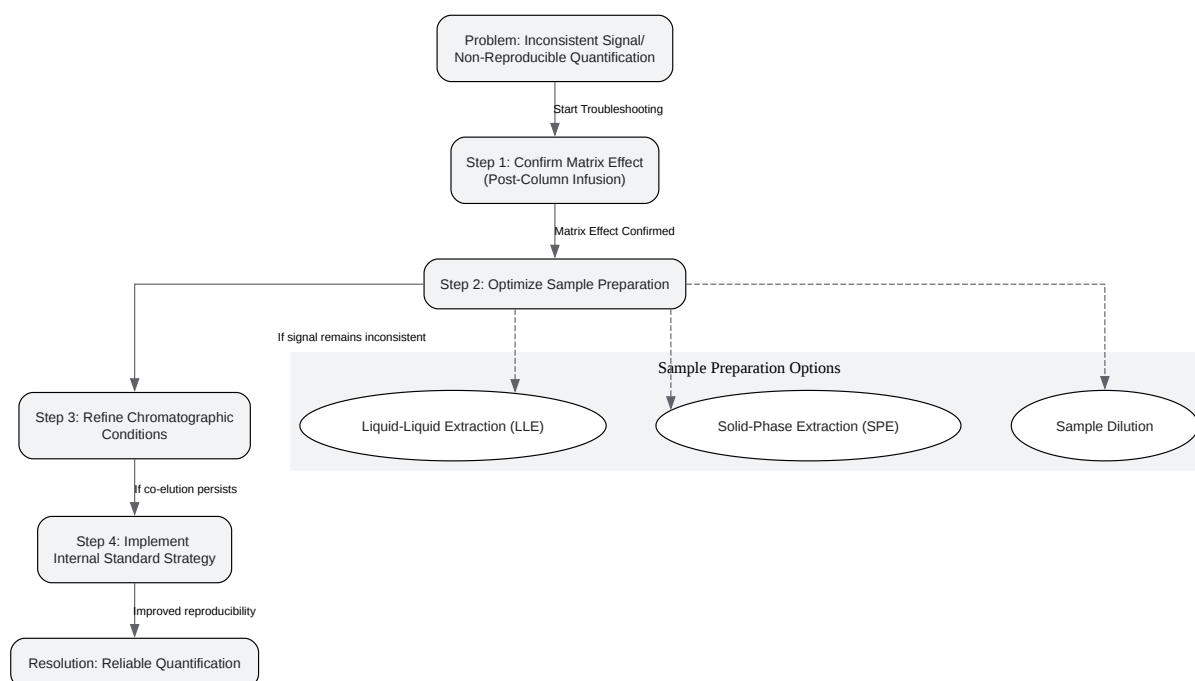 Problem: Inconsistent Signal/
Non-Reproducible Quantification
Start Troubleshooting
Step 1: Confirm Matrix Effect
(Post-Column Infusion)
Matrix Effect Confirmed
Step 2: Optimize Sample Preparation
If signal remains inconsistent
Sample Preparation Options
Step 3: Refine Chromatographic
Conditions
Liquid-Liquid Extraction (LLE)
Solid-Phase Extraction (SPE)
Sample Dilution
If co-elution persists
Step 4: Implement
Internal Standard Strategy
Improved reproducibility
Resolution: Reliable Quantification